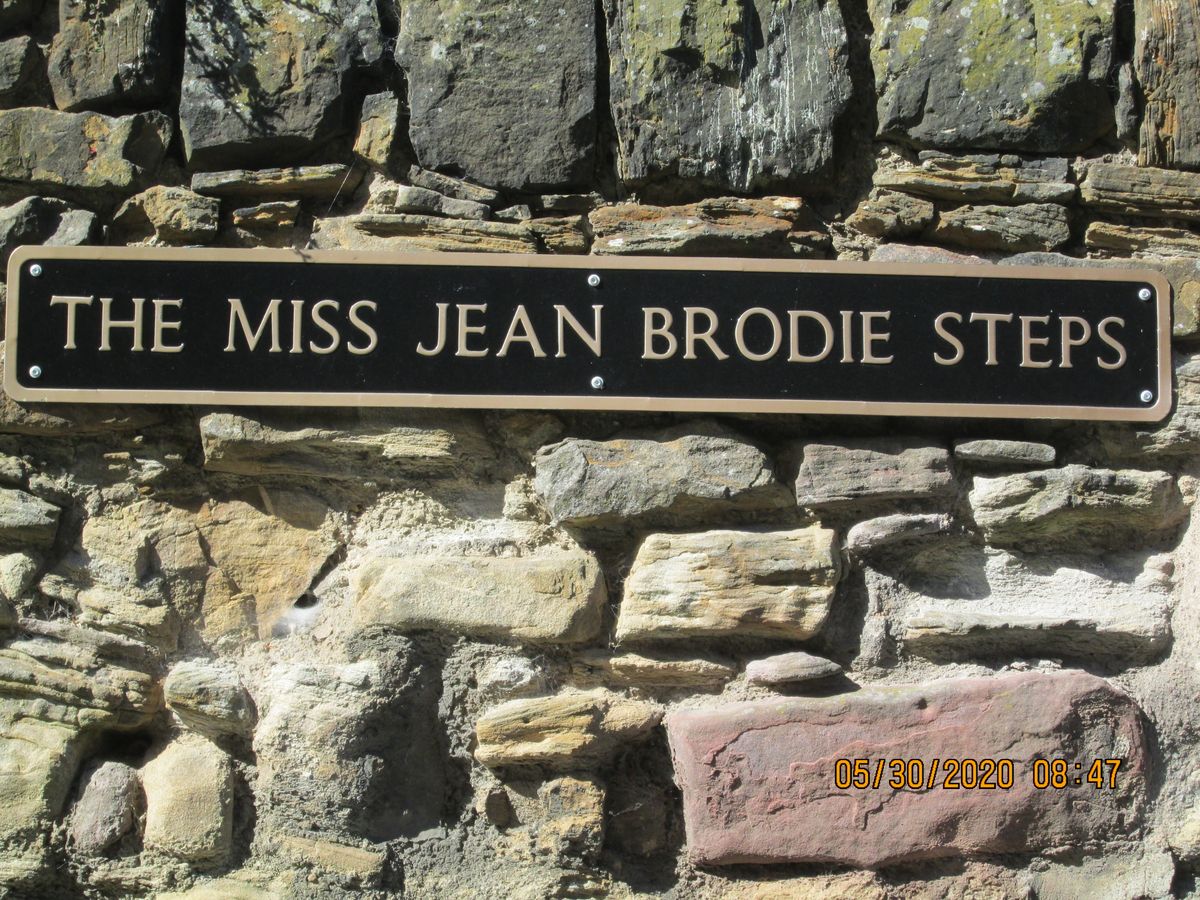 THE MISS JEAN BRODIE STEPS
05/30/2020 08:47